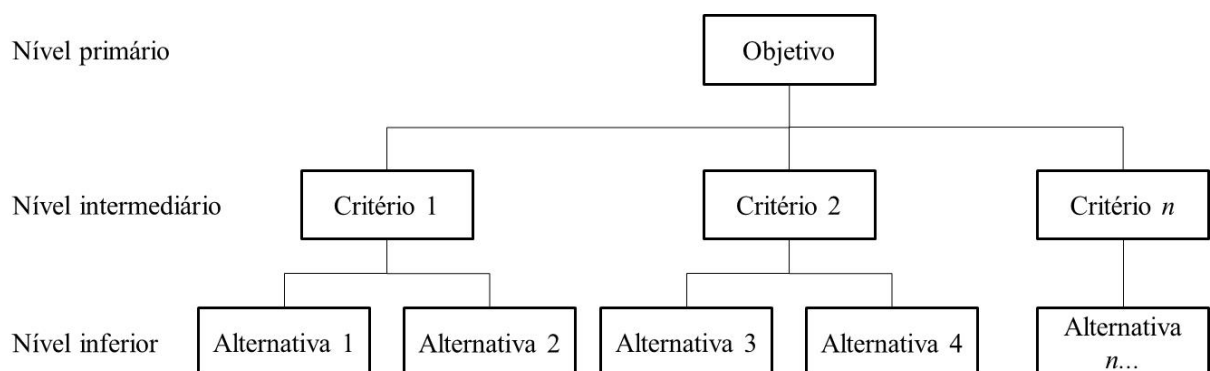 Nível primário
Objetivo
Nível intermediário
Critério 1
Critério 2
Critério n
Nível inferior
Alternativa 1
Alternativa 2
Alternativa 3
Alternativa 4
Alternativa
n...